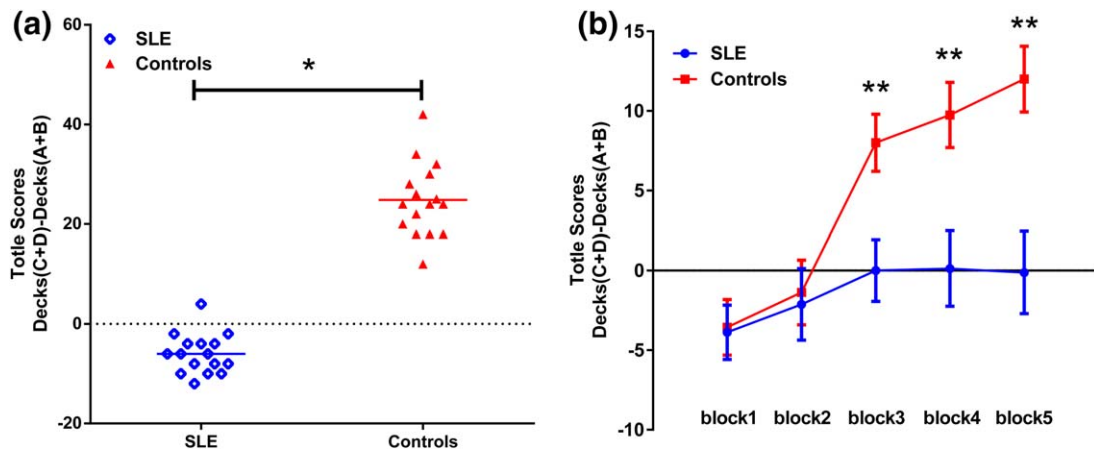 (a)
Totle Scores
Decks(C+D)-Decks(A+B)
60
40
20
0
-20
SLE
Controls
*
SLE
Controls
(b)
Totle Scores
Decks(C+D)-Decks(A+B)
15
10
5
0
-5
-10
SLE
Controls
**
**
**
block1 block2 block3 block4 block5